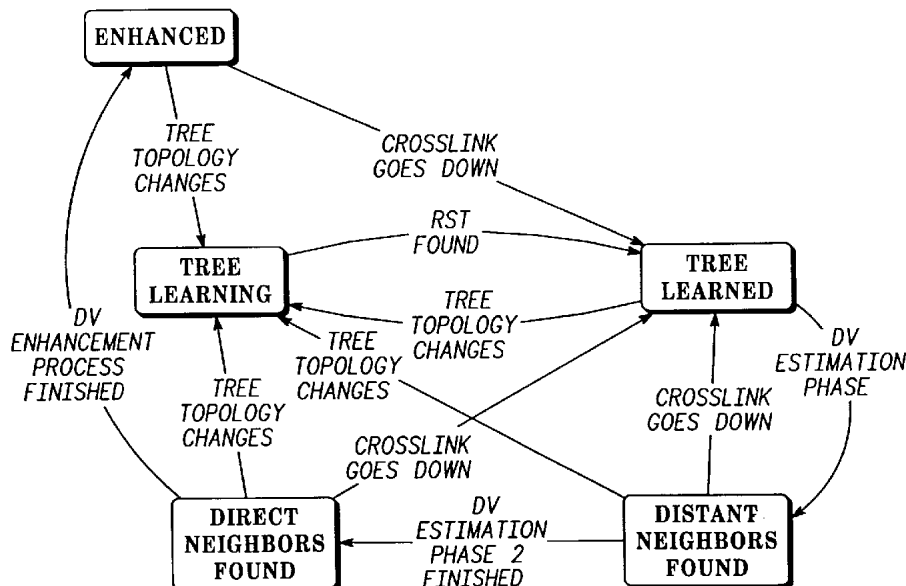 ENHANCED
TREE
TOPOLOGY
CHANGES
CROSSLINK
GOES DOWN
RST
FOUND
TREE
LEARNING
TREE
LEARNED
TREE
TOPOLOGY
CHANGES
DV
ENHANCEMENT
PROCESS
FINISHED
TREE
TOPOLOGY
CHANGES
TREE
TOPOLOGY
CHANGES
DV
ESTIMATION
PHASE
CROSSLINK
GOES DOWN
CROSSLINK
GOES DOWN
DIRECT
NEIGHBORS
FOUND
DV
ESTIMATION
PHASE 2
FINISHED
DISTANT
NEIGHBORS
FOUND